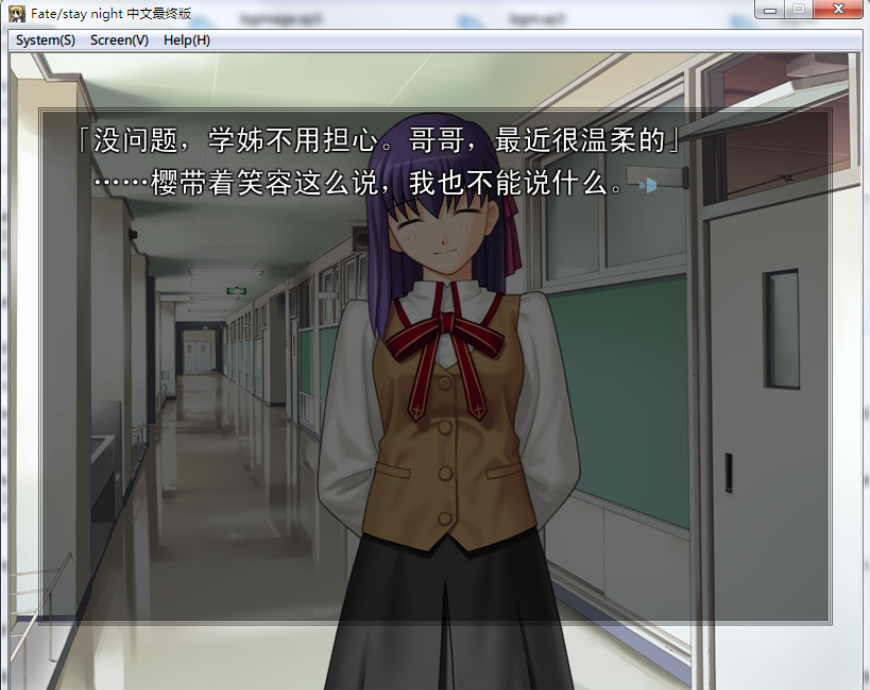 Fate/stay night 中文最终版
System(S) Screen(V) Help(H)
「没问题，学姊不用担心。哥哥，最近很温柔的」
……樱带着笑容这么说，我也不能说什么。